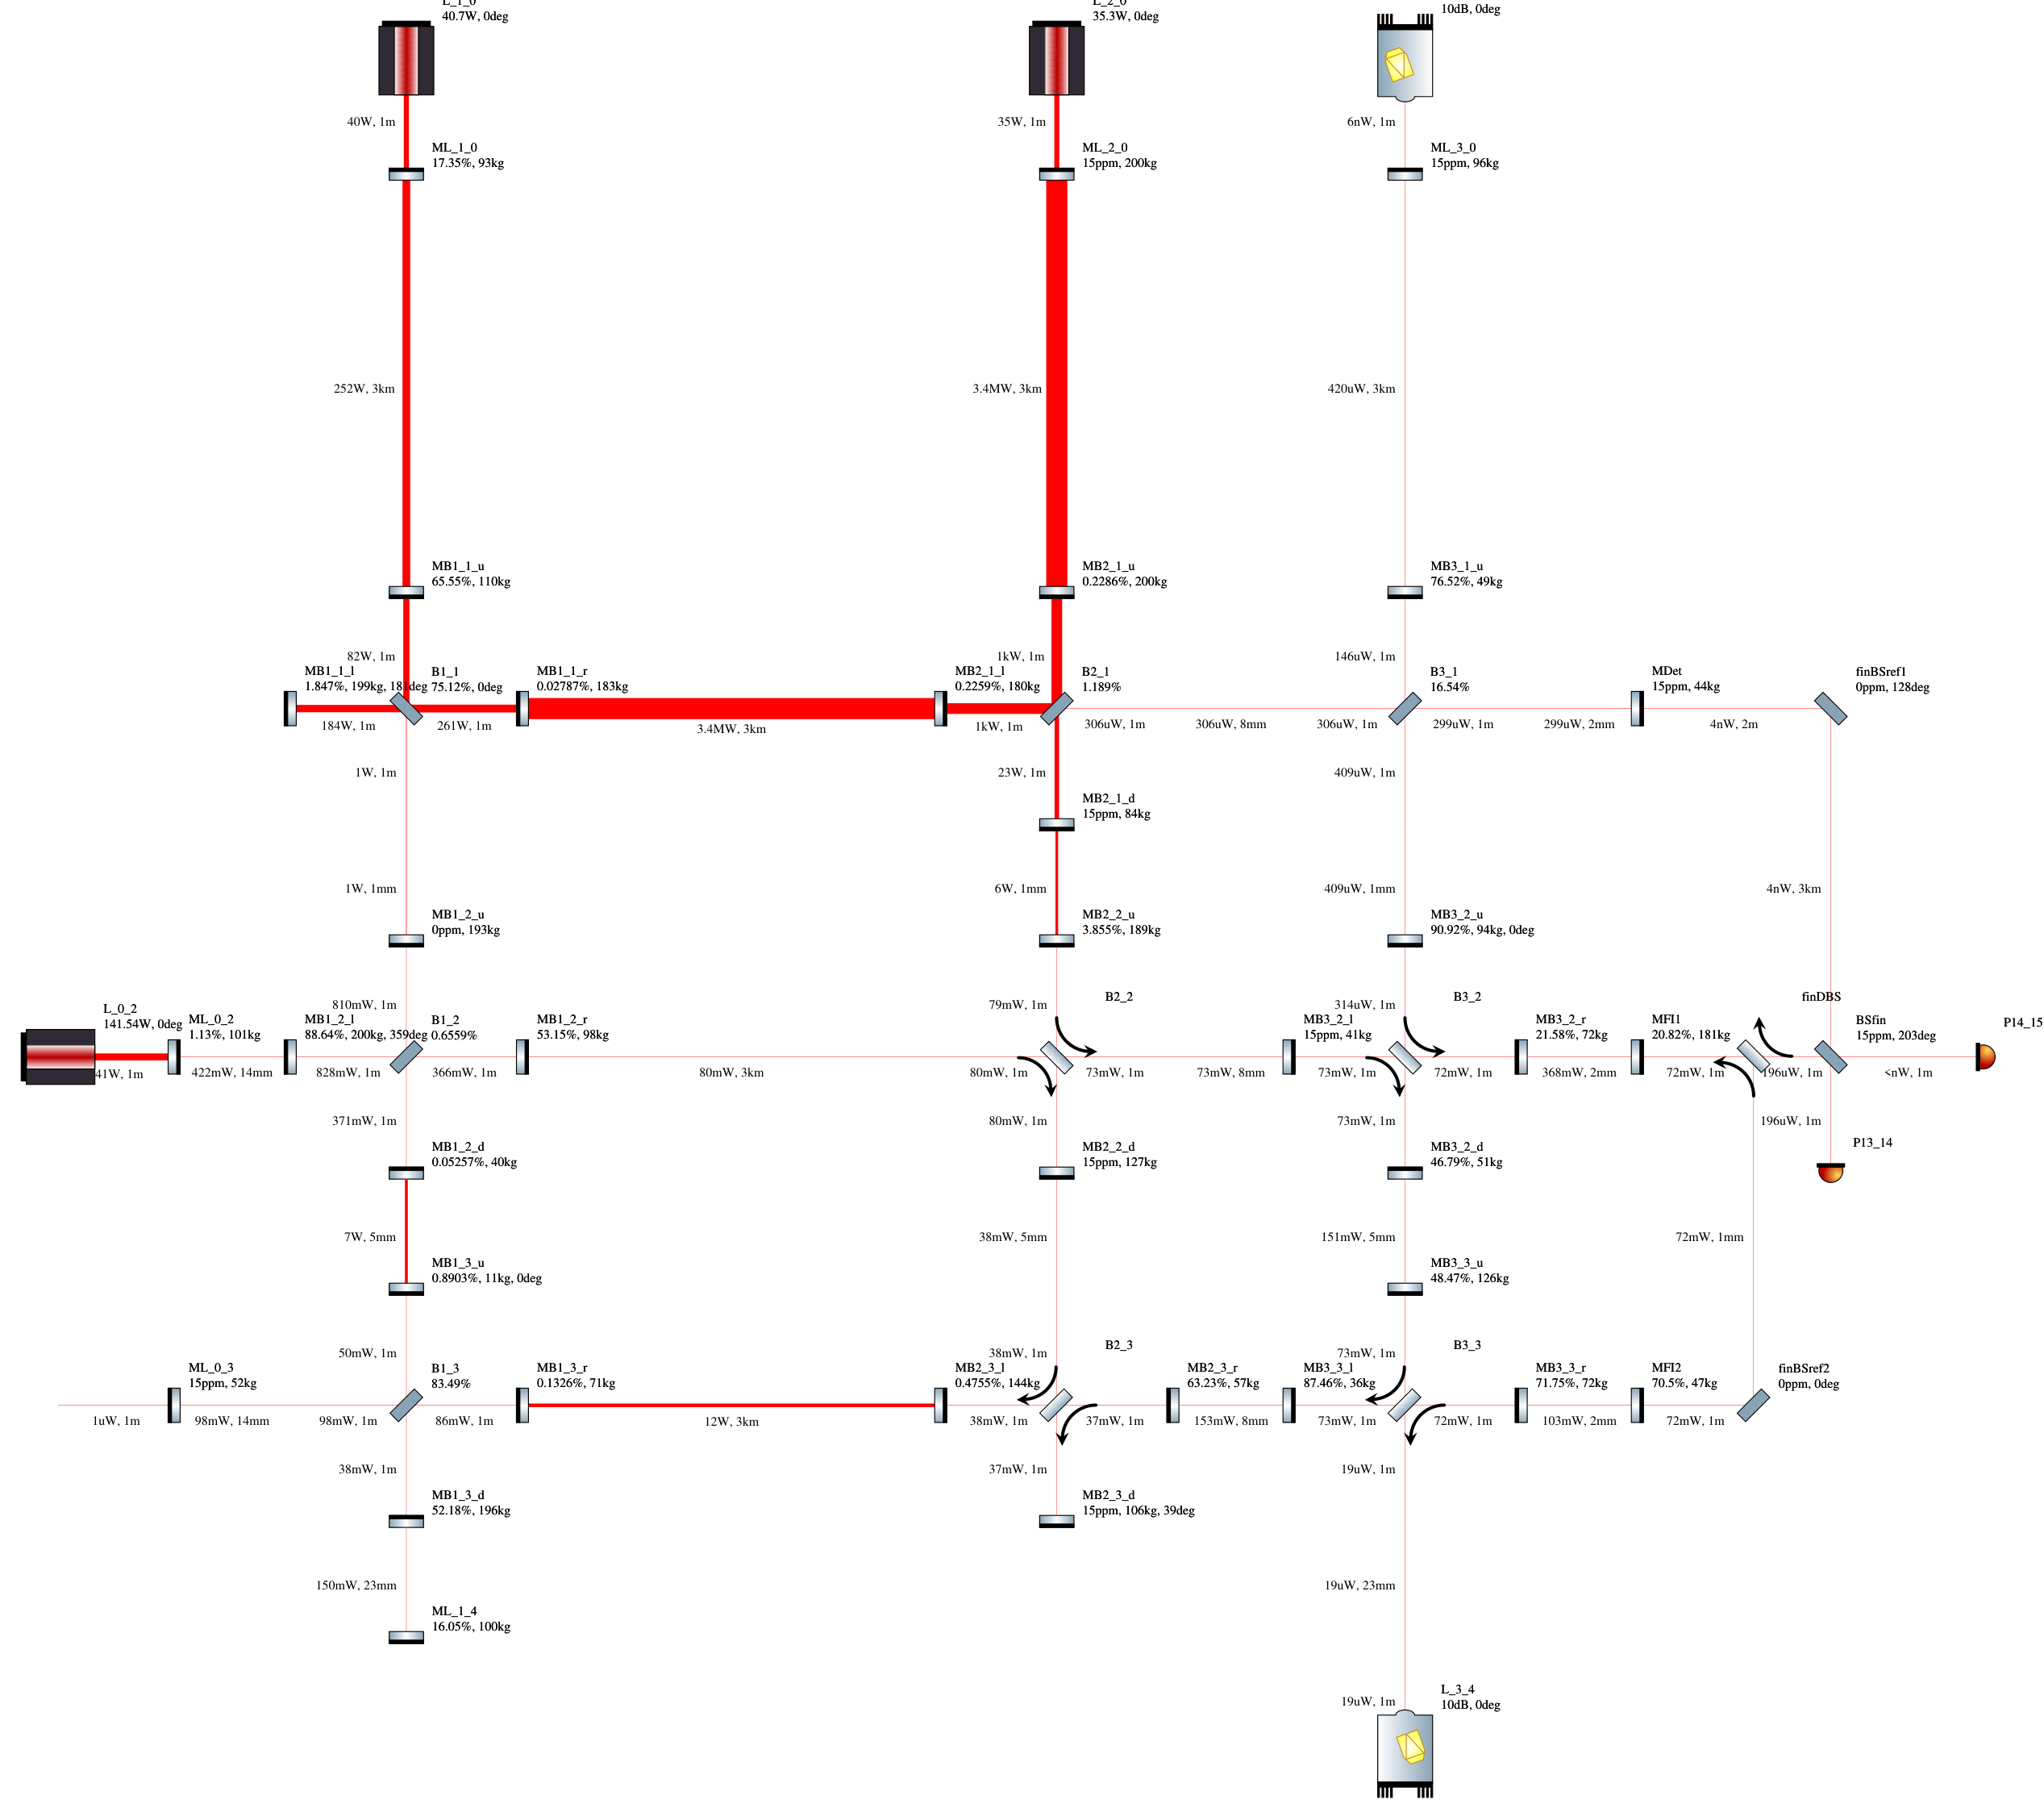 L_1_0
40.7W, 0deg
L_2_0
35.3W, 0deg
10dB, 0deg
40W, 1m
35W, 1m
6nW, 1m
ML_1_0
17.35%, 93kg
ML_2_0
15ppm, 200kg
ML_3_0
15ppm, 96kg
252W, 3km
3.4MW, 3km
420uW, 3km
MB1_1_u
65.55%, 110kg
MB2_1_u
0.2286%, 200kg
MB3_1_u
76.52%, 49kg
82W, 1m
1kW, 1m
146uW, 1m
MB1_1_l
1.847%, 199kg, 181deg
B1_1
75.12%, 0deg
MB1_1_r
0.02787%, 183kg
MB2_1_l
0.2259%, 180kg
B2_1
1.189%
B3_1
16.54%
MDet
15ppm, 44kg
finBSref1
0ppm, 128deg
184W, 1m
261W, 1m
3.4MW, 3km
1kW, 1m
306uW, 1m
306uW, 8mm
306uW, 1m
299uW, 1m
299uW, 2mm
4nW, 2m
1W, 1m
23W, 1m
409uW, 1m
MB2_1_d
15ppm, 84kg
1W, 1mm
6W, 1mm
409uW, 1mm
4nW, 3km
MB1_2_u
0ppm, 193kg
MB2_2_u
3.855%, 189kg
MB3_2_u
90.92%, 94kg, 0deg
810mW, 1m
79mW, 1m
B2_2
314uW, 1m
B3_2
finDBS
L_0_2
141.54W, 0deg
ML_0_2
1.13%, 101kg
MB1_2_l
88.64%, 200kg, 359deg
B1_2
0.6559%
MB1_2_r
53.15%, 98kg
MB3_2_l
15ppm, 41kg
MB3_2_r
21.58%, 72kg
MFI1
20.82%, 181kg
BSfin
15ppm, 203deg
P14_15
41W, 1m
422mW, 14mm
828mW, 1m
366mW, 1m
80mW, 3km
80mW, 1m
73mW, 1m
73mW, 8mm
73mW, 1m
72mW, 1m
368mW, 2mm
72mW, 1m
196uW, 1m
<nW, 1m
371mW, 1m
80mW, 1m
73mW, 1m
196uW, 1m
MB1_2_d
0.05257%, 40kg
MB2_2_d
15ppm, 127kg
MB3_2_d
46.79%, 51kg
P13_14
7W, 5mm
38mW, 5mm
151mW, 5mm
72mW, 1mm
MB1_3_u
0.8903%, 11kg, 0deg
MB3_3_u
48.47%, 126kg
50mW, 1m
38mW, 1m
B2_3
73mW, 1m
B3_3
ML_0_3
15ppm, 52kg
B1_3
83.49%
MB1_3_r
0.1326%, 71kg
MB2_3_l
0.4755%, 144kg
MB2_3_r
63.23%, 57kg
MB3_3_l
87.46%, 36kg
MB3_3_r
71.75%, 72kg
MFI2
70.5%, 47kg
finBSref2
0ppm, 0deg
1uW, 1m
98mW, 14mm
98mW, 1m
86mW, 1m
12W, 3km
38mW, 1m
37mW, 1m
153mW, 8mm
73mW, 1m
72mW, 1m
103mW, 2mm
72mW, 1m
38mW, 1m
37mW, 1m
19uW, 1m
MB1_3_d
52.18%, 196kg
MB2_3_d
15ppm, 106kg, 39deg
150mW, 23mm
19uW, 23mm
ML_1_4
16.05%, 100kg
19uW, 1m
L_3_4
10dB, 0deg